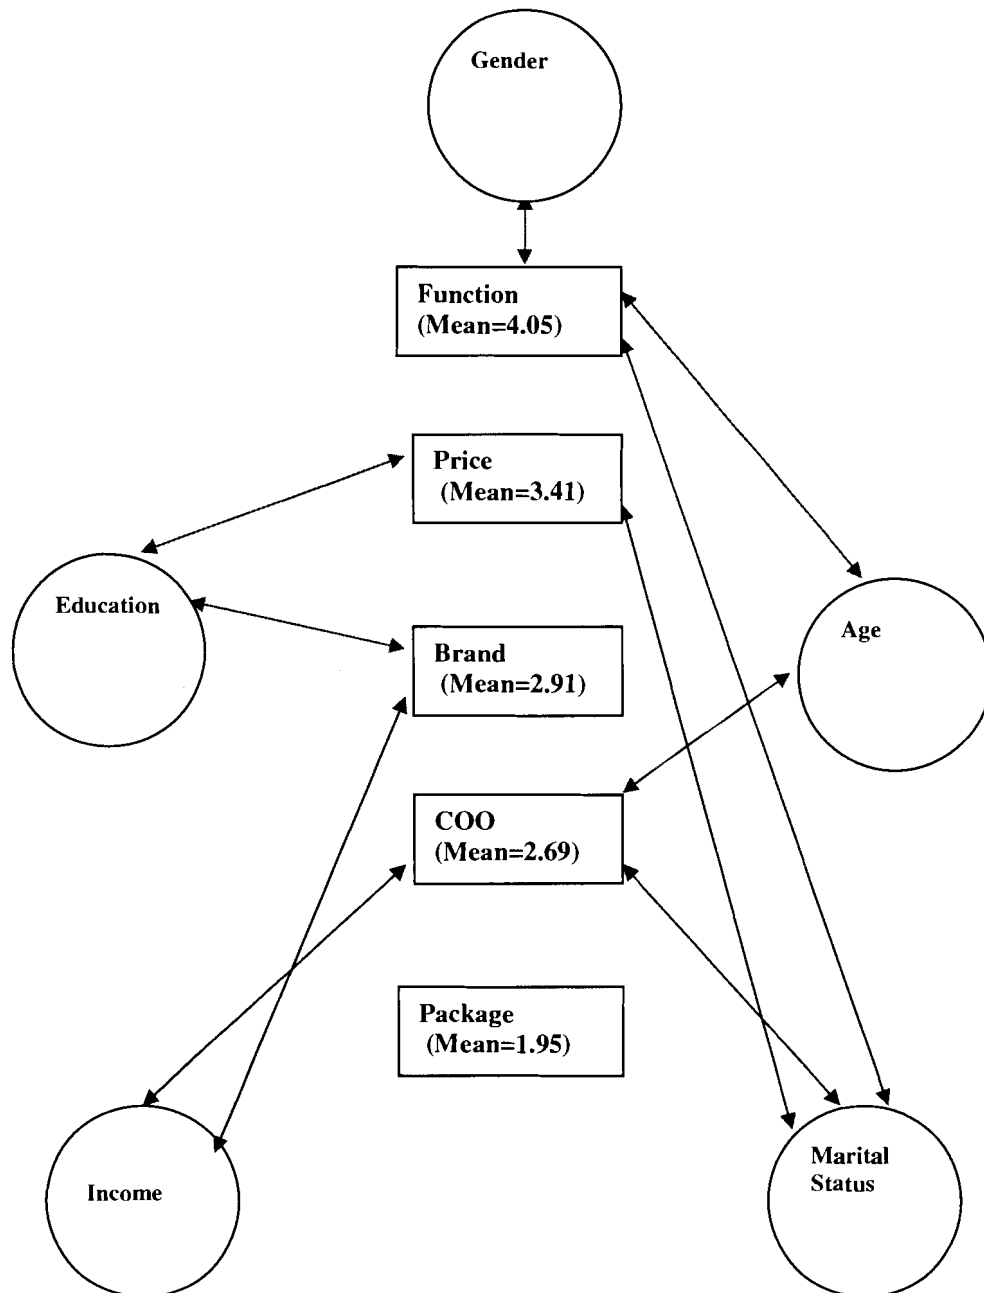 Gender
Function
(Mean=4.05)
Price
(Mean=3.41)
Education
Brand
(Mean=2.91)
Age
COO
(Mean=2.69)
Package
(Mean=1.95)
Income
Marital
Status